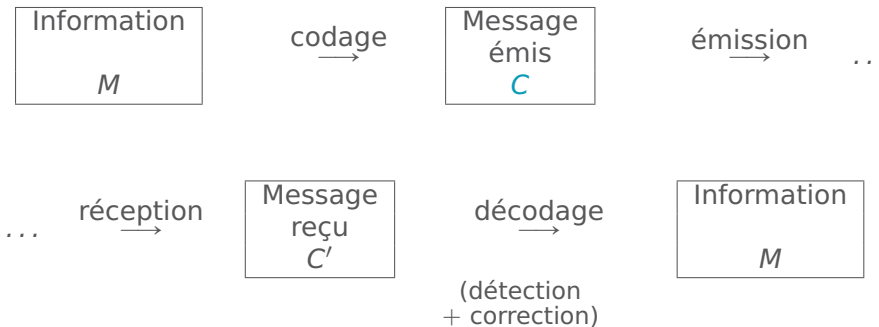 Information
M
codage
⟶
Message
émis
C
émission
⟶
. .
. . .
réception
⟶
Message
reçu
C′
décodage
⟶
(détection
+ correction)
Information
M